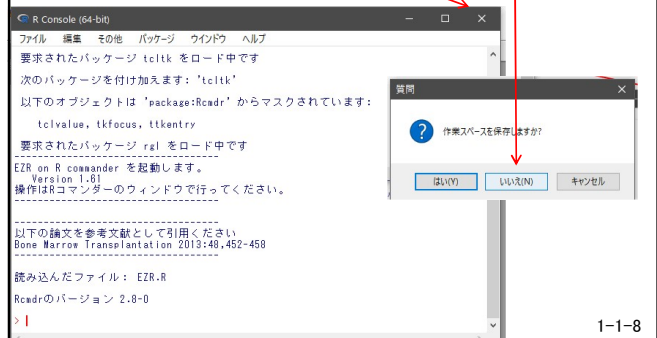 R Console (64-bit)
ファイル 編集 その他 パッケージ ウインドウ ヘルプ
要求されたパッケージ tcltk をロード中です
次のパッケージを付け加えます: 'tcltk'
以下のオブジェクトは 'package:Rcmdr' からマスクされています:
tclvalue, tkfocus, ttkentry
要求されたパッケージ rgl をロード中です
-----------------------------------
EZR on R commander を起動します。
Version 1.61
操作はRコマンダーのウィンドウで行ってください。
-----------------------------------
以下の論文を参考文献として引用ください
Bone Marrow Transplantation 2013:48,452-458
-----------------------------------
読み込んだファイル: EZR.R
Rcmdrのバージョン 2.8-0
>
質問
作業スペースを保存しますか?
はい(Y) いいえ(N) キャンセル
1-1-8